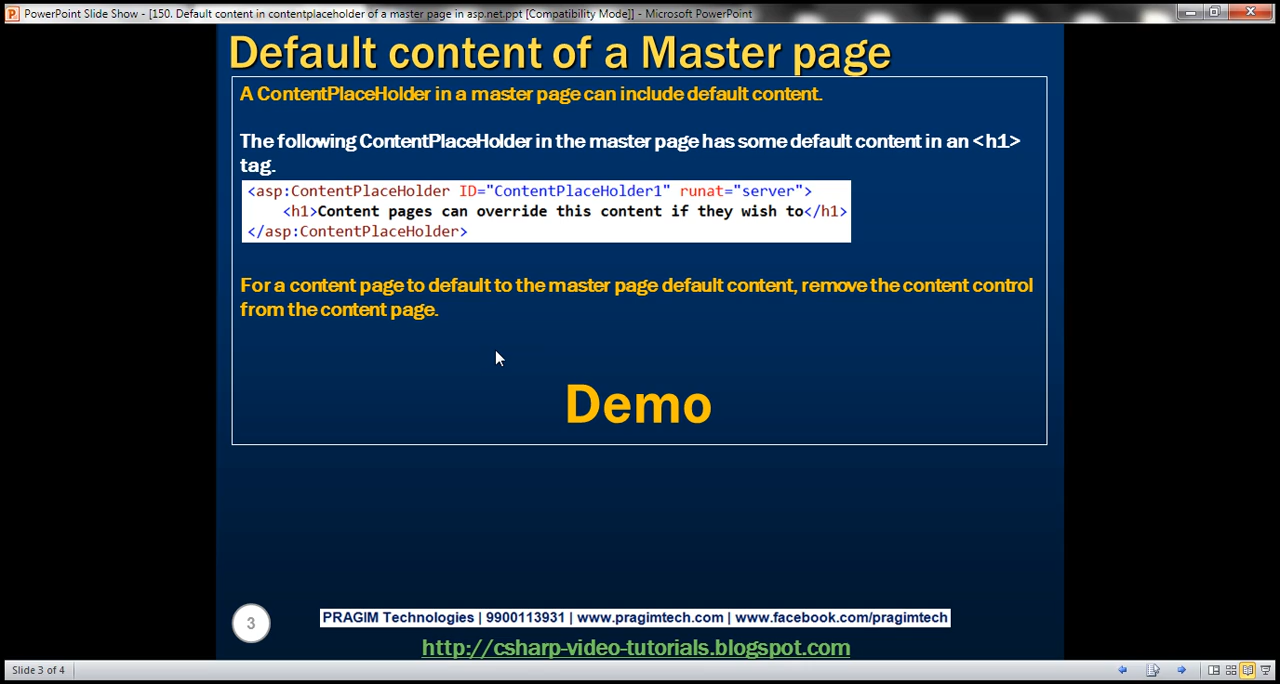 PowerPoint Slide Show - [150. Default content in contentplaceholder of a master page in asp.net.ppt [Compatibility Mode]] - Microsoft PowerPoint
Default content of a Master page
A ContentPlaceHolder in a master page can include default content.
The following ContentPlaceHolder in the master page has some default content in an <h1>
tag.
<asp:ContentPlaceHolder ID="ContentPlaceHolder1" runat="server">
<h1>Content pages can override this content if they wish to</h1>
</asp:ContentPlaceHolder>
For a content page to default to the master page default content, remove the content control
from the content page.
Demo
3
PRAGIM Technologies | 9900113931 | www.pragimtech.com | www.facebook.com/pragimtech
http://csharp-video-tutorials.blogspot.com
Slide 3 of 4